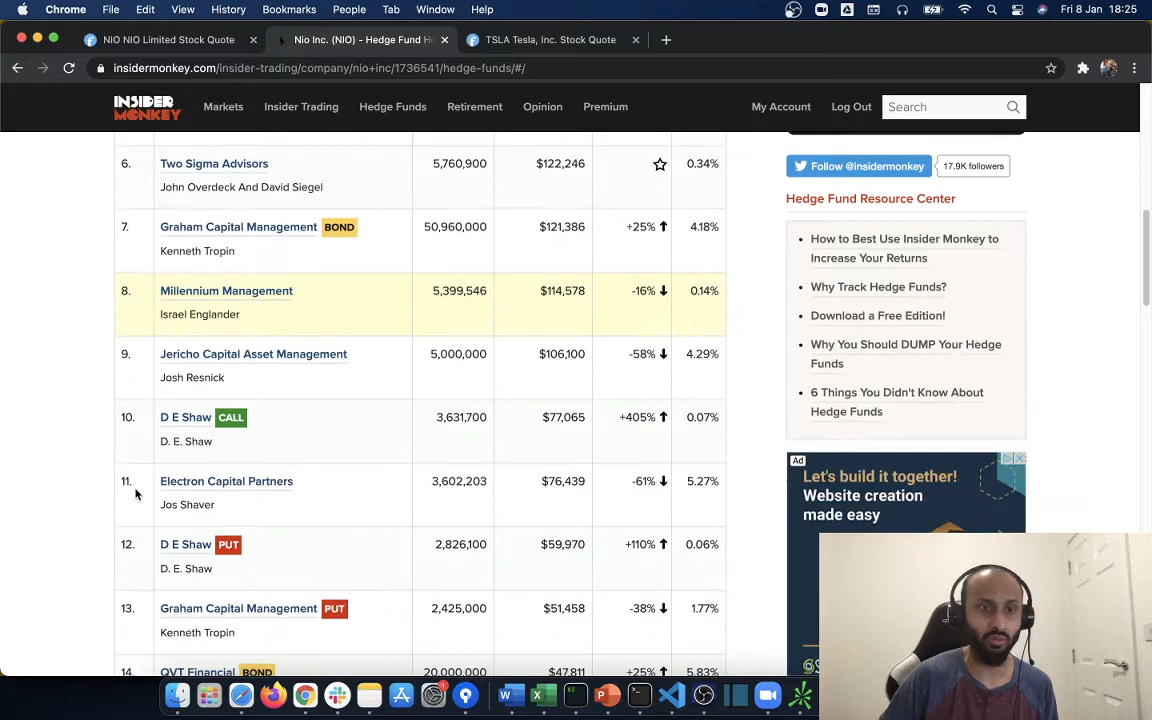 Chrome File Edit View History Bookmarks People Tab Window Help Fri 8 Jan 18:25
NIO NIO Limited Stock Quote
Nio Inc. (NIO) - Hedge Fund H
TSLA Tesla, Inc. Stock Quote
insidermonkey.com/insider-trading/company/nio+inc/1736541/hedge-funds/#/
INSIDER
MONKEY
Markets Insider Trading Hedge Funds Retirement Opinion Premium My Account Log Out Search
6. Two Sigma Advisors 5,760,900 $122,246 0.34%
John Overdeck And David Siegel
7. Graham Capital Management BOND 50,960,000 $121,386 +25% 4.18%
Kenneth Tropin
8. Millennium Management 5,399,546 $114,578 -16% 0.14%
Israel Englander
9. Jericho Capital Asset Management 5,000,000 $106,100 -58% 4.29%
Josh Resnick
10. D E Shaw CALL 3,631,700 $77,065 +405% 0.07%
D. E. Shaw
11. Electron Capital Partners 3,602,203 $76,439 -61% 5.27%
Jos Shaver
12. D E Shaw PUT 2,826,100 $59,970 +110% 0.06%
D. E. Shaw
13. Graham Capital Management PUT 2,425,000 $51,458 -38% 1.77%
Kenneth Tropin
14. QVT Financial BOND 20,000,000 $47,811 +25% 5.83%
Follow @insidermonkey 17.9K followers
Hedge Fund Resource Center
How to Best Use Insider Monkey to
Increase Your Returns
Why Track Hedge Funds?
Download a Free Edition!
Why You Should DUMP Your Hedge
Funds
6 Things You Didn't Know About
Hedge Funds
Ad
Let's build it together!
Website creation
made easy